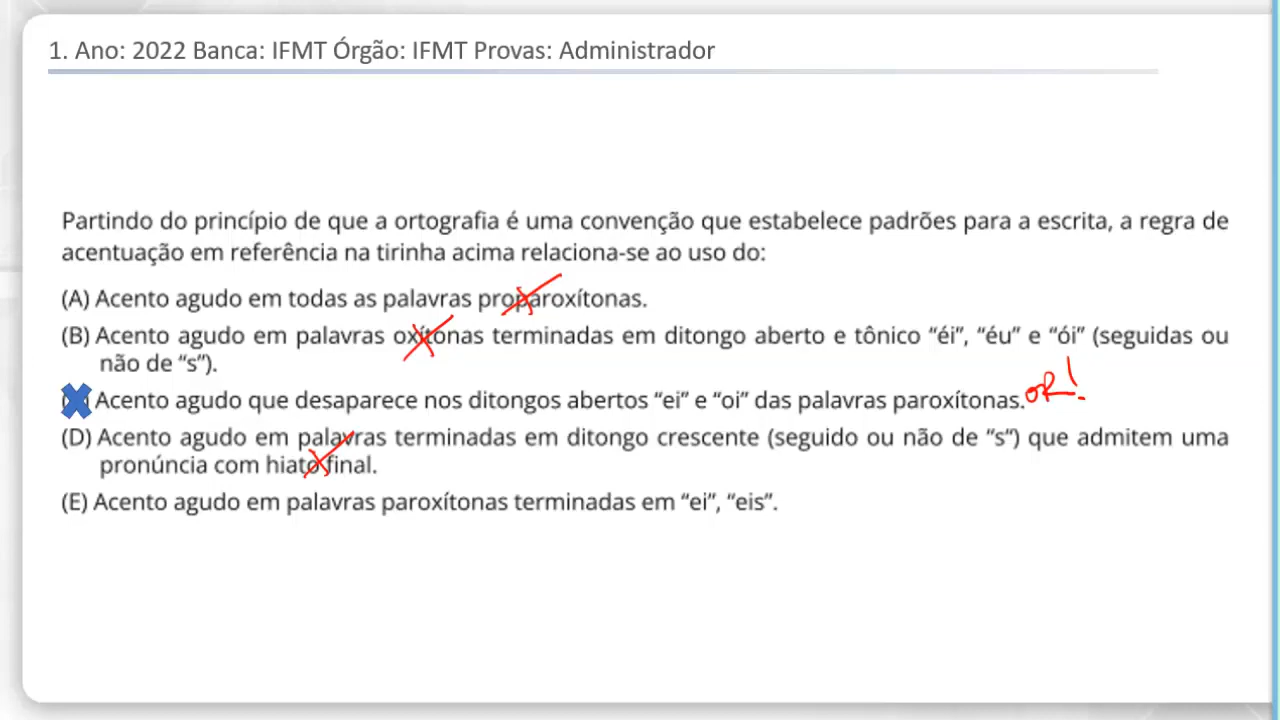 1. Ano: 2022 Banca: IFMT Órgão: IFMT Provas: Administrador
Partindo do princípio de que a ortografia é uma convenção que estabelece padrões para a escrita, a regra de
acentuação em referência na tirinha acima relaciona-se ao uso do:
(A) Acento agudo em todas as palavras proparoxítonas.
(B) Acento agudo em palavras oxítonas terminadas em ditongo aberto e tônico “éi”, “éu” e “ói” (seguidas ou
não de “s”).
Acento agudo que desaparece nos ditongos abertos “ei” e “oi” das palavras paroxítonas. OR!
(D) Acento agudo em palavras terminadas em ditongo crescente (seguido ou não de “s”) que admitem uma
pronúncia com hiato final.
(E) Acento agudo em palavras paroxítonas terminadas em “ei”, “eis”.